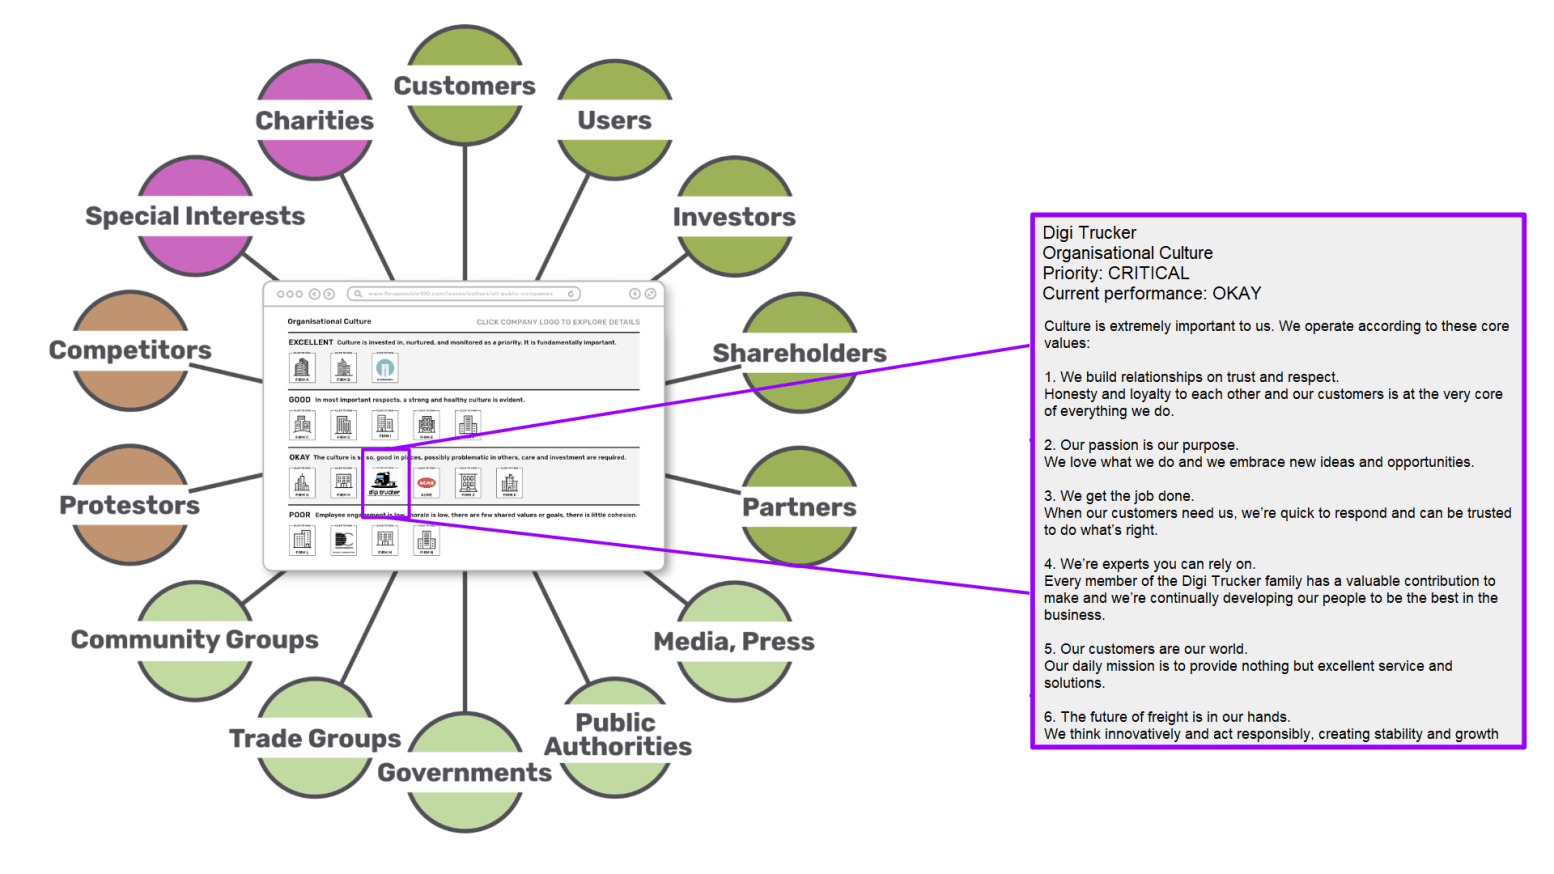 Customers
Charities
Users
Special Interests
Investors
Competitors
Shareholders
Protestors
Partners
Community Groups
Media, Press
Trade Groups
Public
Authorities
Governments
Organisational Culture
CLICK COMPANY LOGO TO EXPLORE DETAILS
EXCELLENT Culture is invested in, nurtured, and monitored as a priority. It is fundamentally important.
FIRM A
GOOD In most important respects, a strong and healthy culture is evident.
FIRM C
OKAY The culture is so, good in places, possibly problematic in others, care and investment are required.
digi trucker
ACME
POOR Employee engagement is low, morale is low, there are few shared values or goals, there is little cohesion.
FIRM L
Digi Trucker
Organisational Culture
Priority: CRITICAL
Current performance: OKAY
Culture is extremely important to us. We operate according to these core
values:
1. We build relationships on trust and respect.
Honesty and loyalty to each other and our customers is at the very core
of everything we do.
2. Our passion is our purpose.
We love what we do and we embrace new ideas and opportunities.
3. We get the job done.
When our customers need us, we’re quick to respond and can be trusted
to do what’s right.
4. We’re experts you can rely on.
Every member of the Digi Trucker family has a valuable contribution to
make and we’re continually developing our people to be the best in the
business.
5. Our customers are our world.
Our daily mission is to provide nothing but excellent service and
solutions.
6. The future of freight is in our hands.
We think innovatively and act responsibly, creating stability and growth